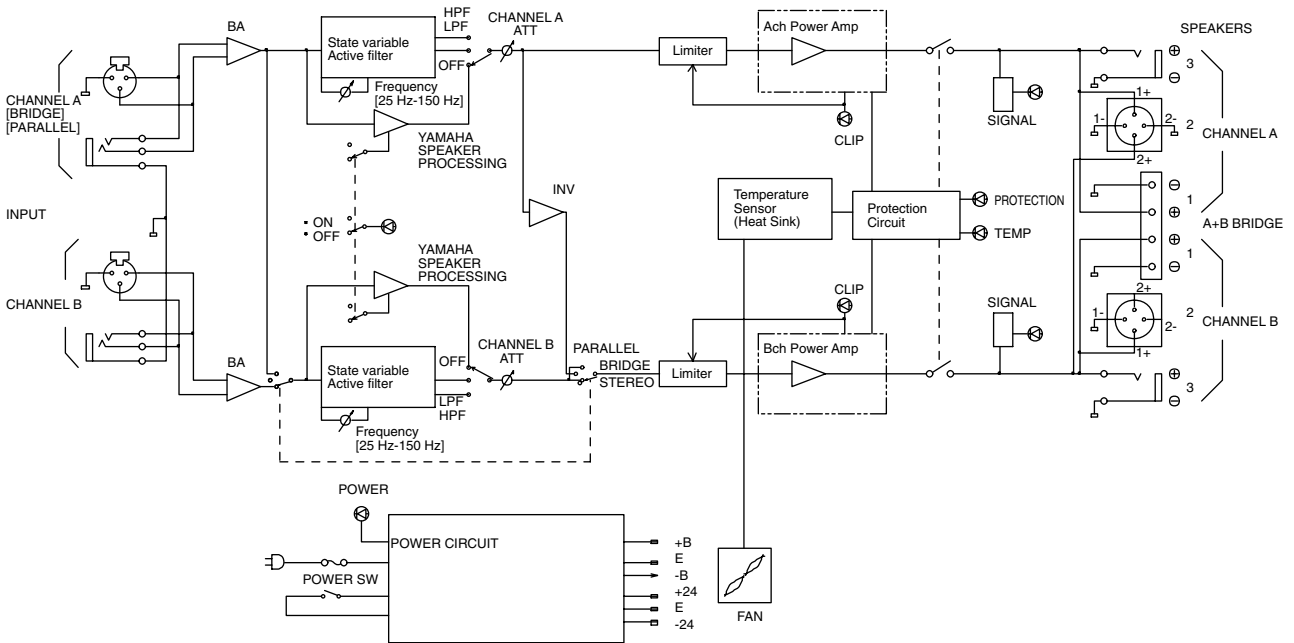 HPF
LPF
CHANNEL A
ATT
BA
State variable
Active filter
OFF
Frequency
[25 Hz-150 Hz]
Limiter
Ach Power Amp
CLIP
SIGNAL
SPEAKERS
3
1+
1-
2-
2
2+
CHANNEL A
CHANNEL A
[BRIDGE]
[PARALLEL]
YAMAHA
SPEAKER
PROCESSING
INV
Temperature
Sensor
(Heat Sink)
Protection
Circuit
PROTECTION
TEMP
1
A+B BRIDGE
1
INPUT
ON
OFF
YAMAHA
SPEAKER
PROCESSING
CLIP
SIGNAL
CHANNEL B
2+
1-
2-
2
1+
CHANNEL B
BA
State variable
Active filter
OFF
CHANNEL B
ATT
LPF
HPF
Frequency
[25 Hz-150 Hz]
PARALLEL
BRIDGE
STEREO
Limiter
Bch Power Amp
3
POWER
POWER CIRCUIT
POWER SW
+B
E
-B
+24
E
-24
FAN